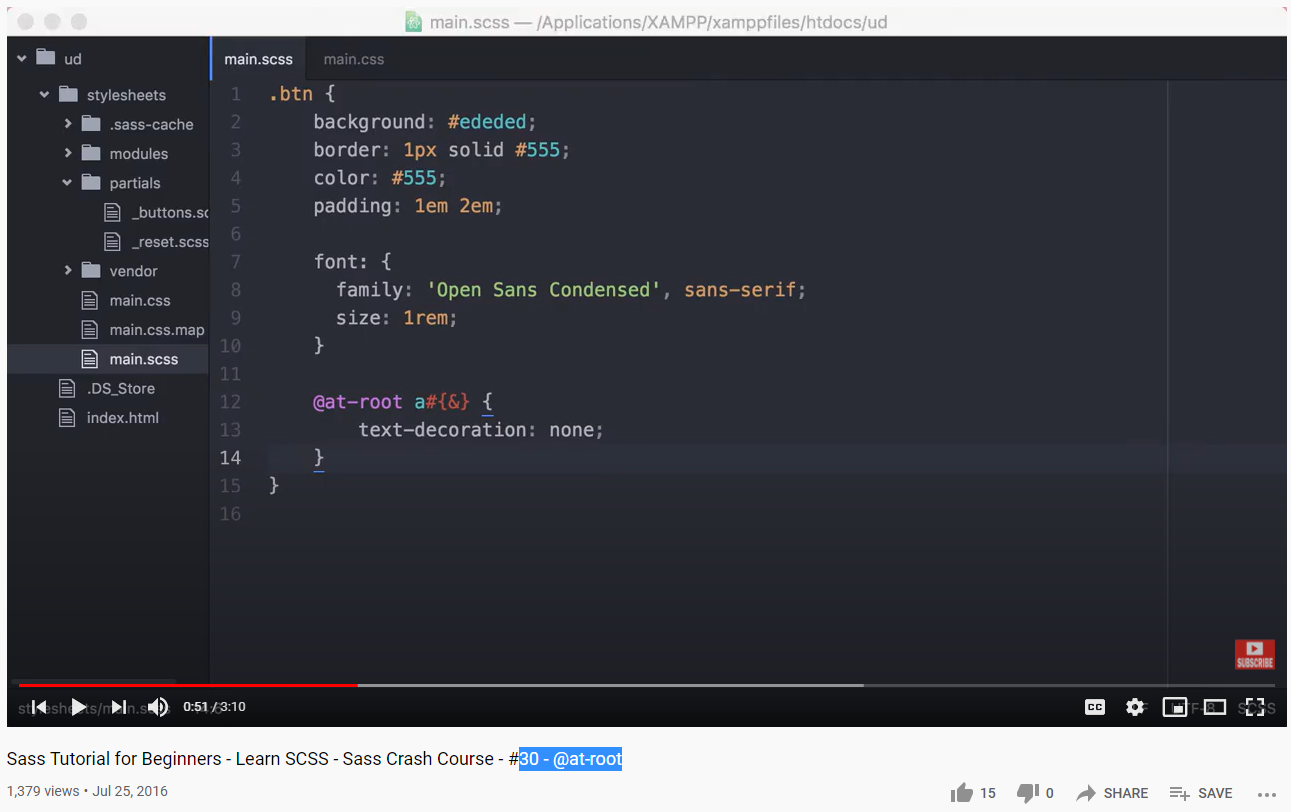 main.scss — /Applications/XAMPP/xamppfiles/htdocs/ud
ud
stylesheets
.sass-cache
modules
partials
_buttons.sc
_reset.scss
vendor
main.css
main.css.map
main.scss
.DS_Store
index.html
main.scss main.css
1 .btn {
2 background: #ededed;
3 border: 1px solid #555;
4 color: #555;
5 padding: 1em 2em;
6
7 font: {
8 family: 'Open Sans Condensed', sans-serif;
9 size: 1rem;
10 }
11
12 @at-root a#{&} {
13 text-decoration: none;
14 }
15 }
16
SUBSCRIBE
0:51 / 3:10
CC
UTF-8 SCSS
Sass Tutorial for Beginners - Learn SCSS - Sass Crash Course - #30 - @at-root
1,379 views • Jul 25, 2016
15 0 SHARE SAVE